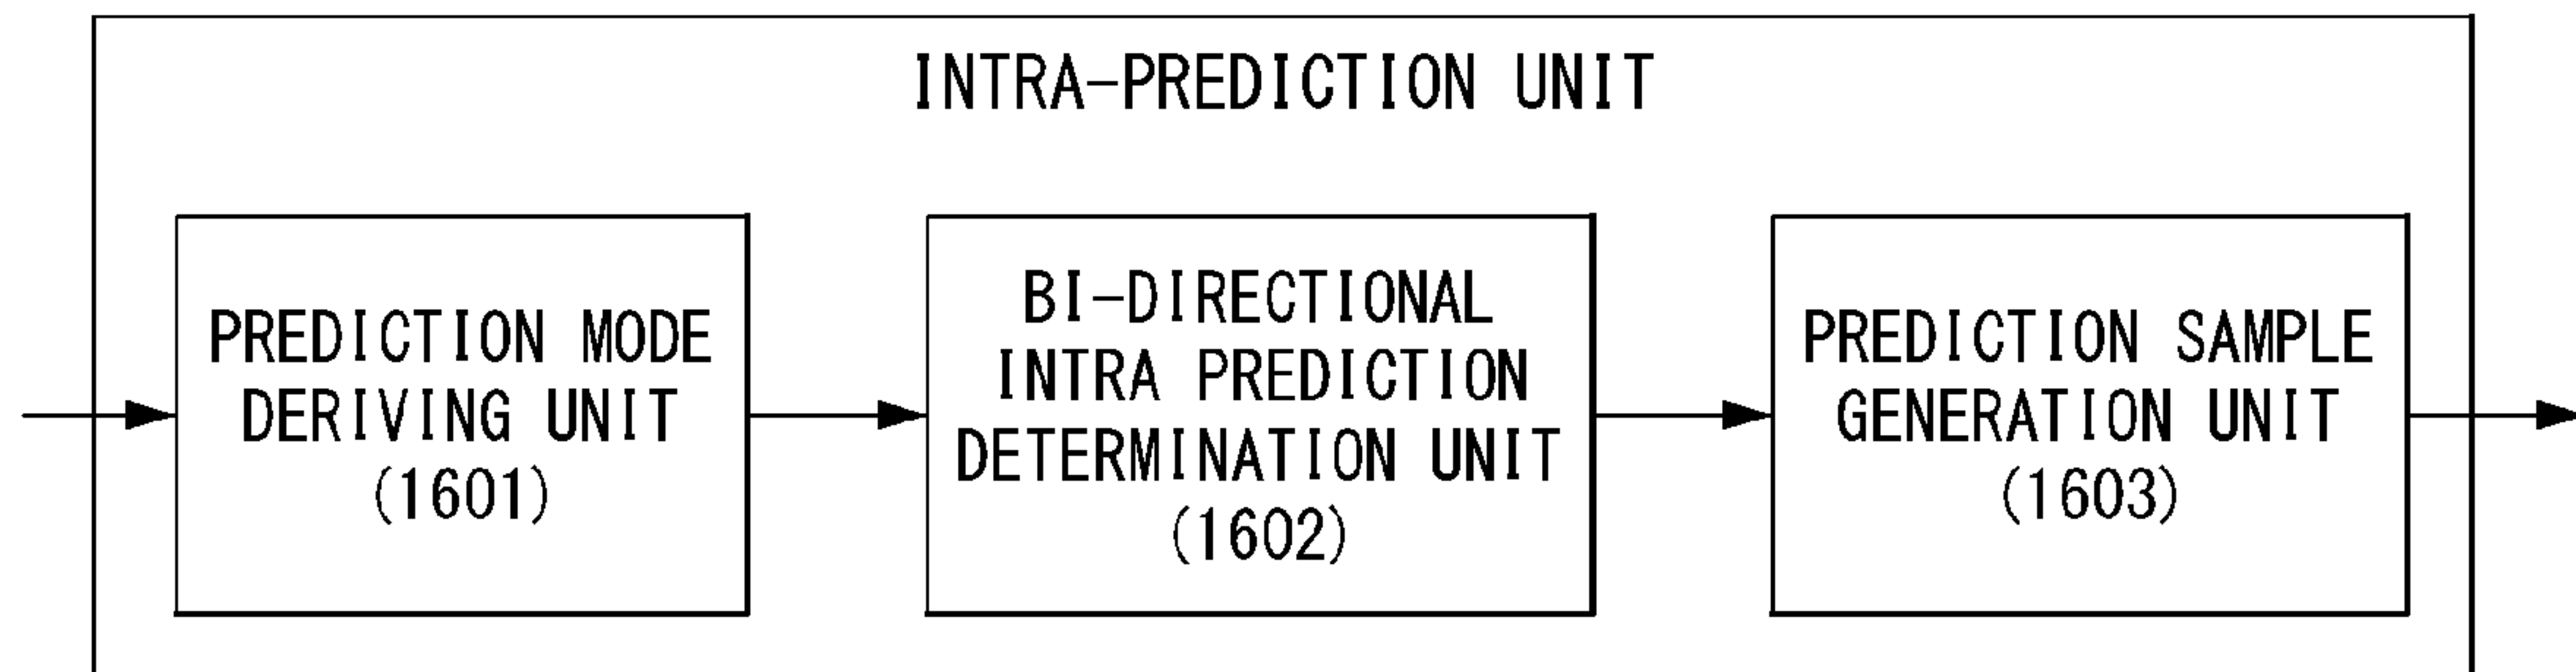 INTRA-PREDICTION UNIT
PREDICTION MODE
DERIVING UNIT
(1601)
BI-DIRECTIONAL
INTRA PREDICTION
DETERMINATION UNIT
(1602)
PREDICTION SAMPLE
GENERATION UNIT
(1603)